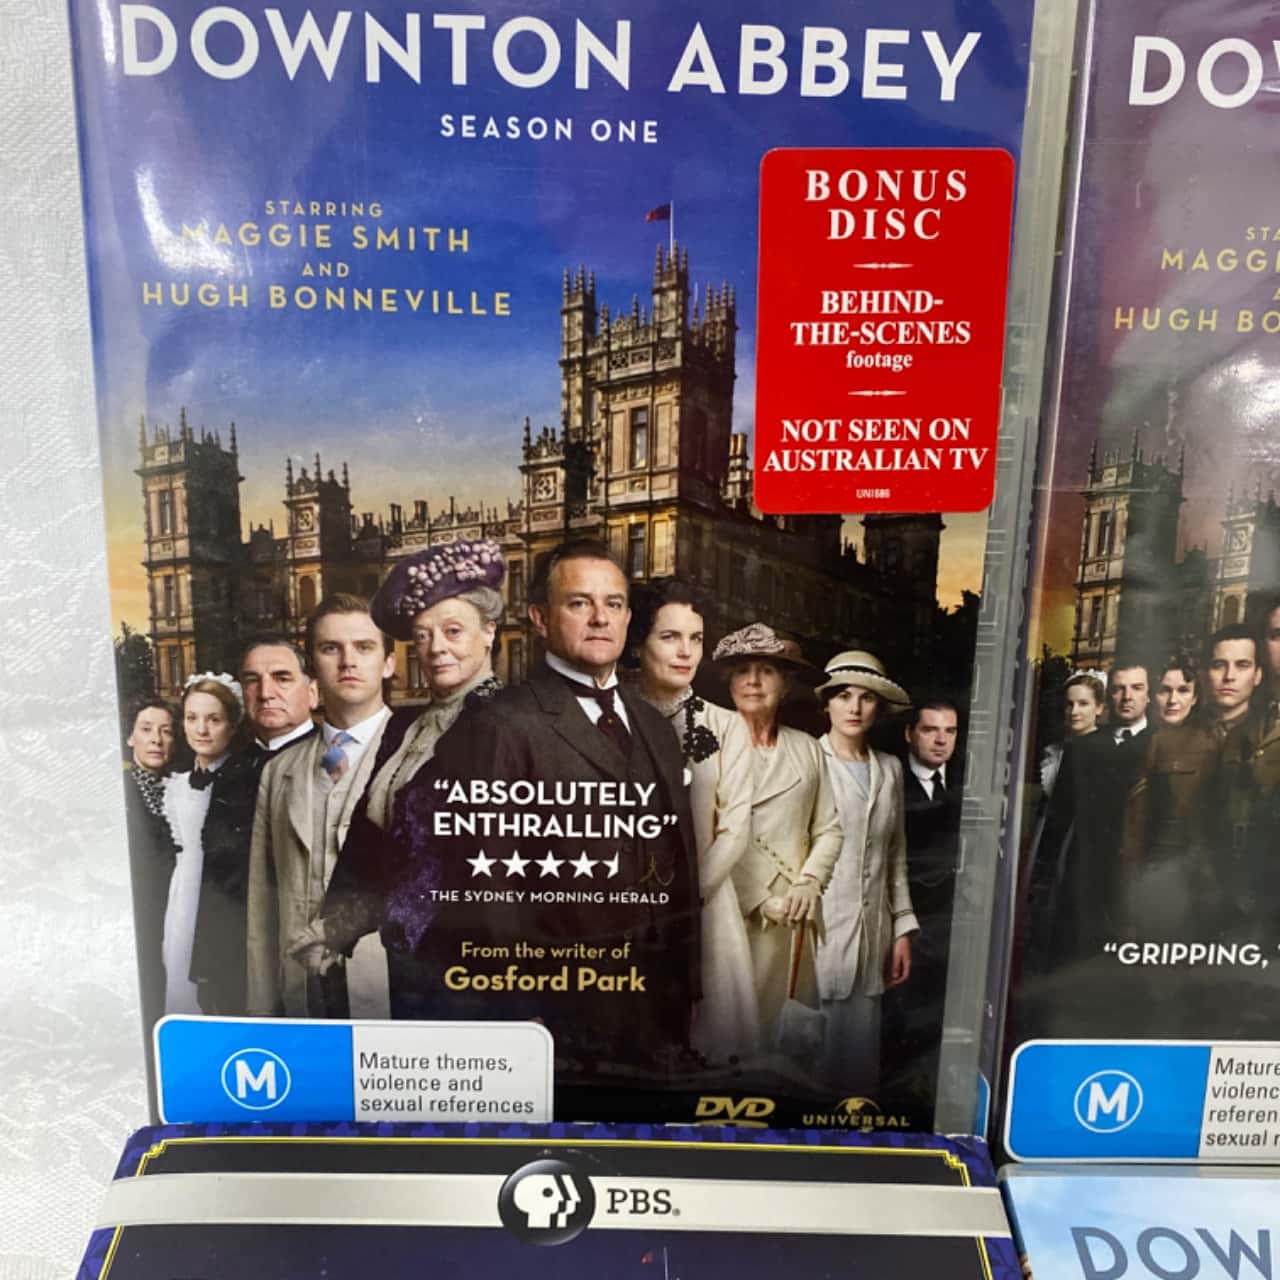 DOWNTON ABBEY
SEASON ONE
STARRING
MAGGIE SMITH
AND
HUGH BONNEVILLE
BONUS
DISC
BEHIND-
THE-SCENES
footage
NOT SEEN ON
AUSTRALIAN TV
UNI686
"ABSOLUTELY
ENTHRALLING"
- THE SYDNEY MORNING HERALD
From the writer of
Gosford Park
M
Mature themes,
violence and
sexual references
DVD
UNIVERSAL
DOW
STA
MAGGI
HUGH BO
"GRIPPING,
M
Mature
violenc
referen
sexual r
PBS.
DOW